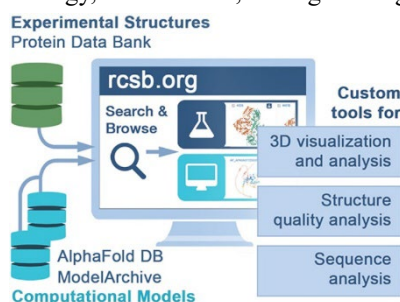 Experimental Structures
Protein Data Bank
rcsb.org
Search &
Browse
Custom
tools for
3D visualization
and analysis
Structure
quality analysis
Sequence
analysis
AlphaFold DB
ModelArchive
Computational Models